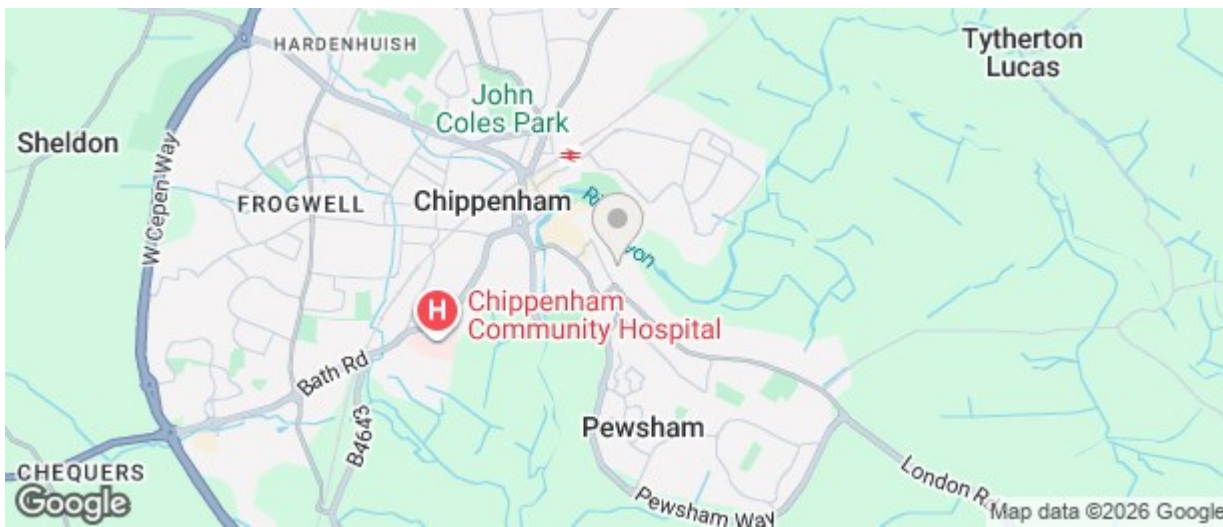 HARDENHUISH
Tytherton
Lucas
John
Coles Park
Sheldon
W Cepen Way
FROGWELL
Chippenham
Chippenham
Community Hospital
H
Bath Rd
B4643
Pewsham
CHEQUERS
London Rd
Pewsham Way
Google
Map data ©2026 Google